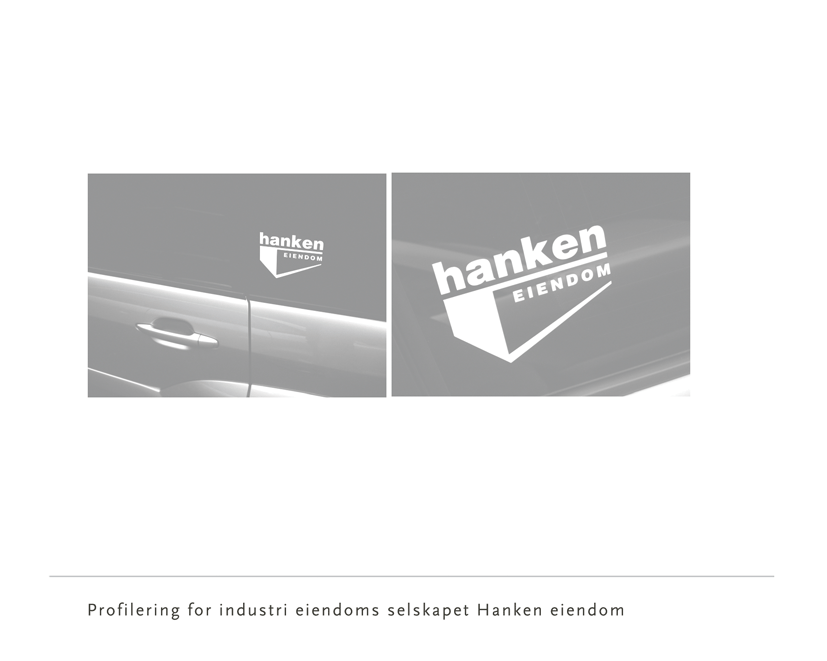 hanken
EIENDOM
hanken
EIENDOM
Profilering for industri eiendoms selskapet Hanken eiendom